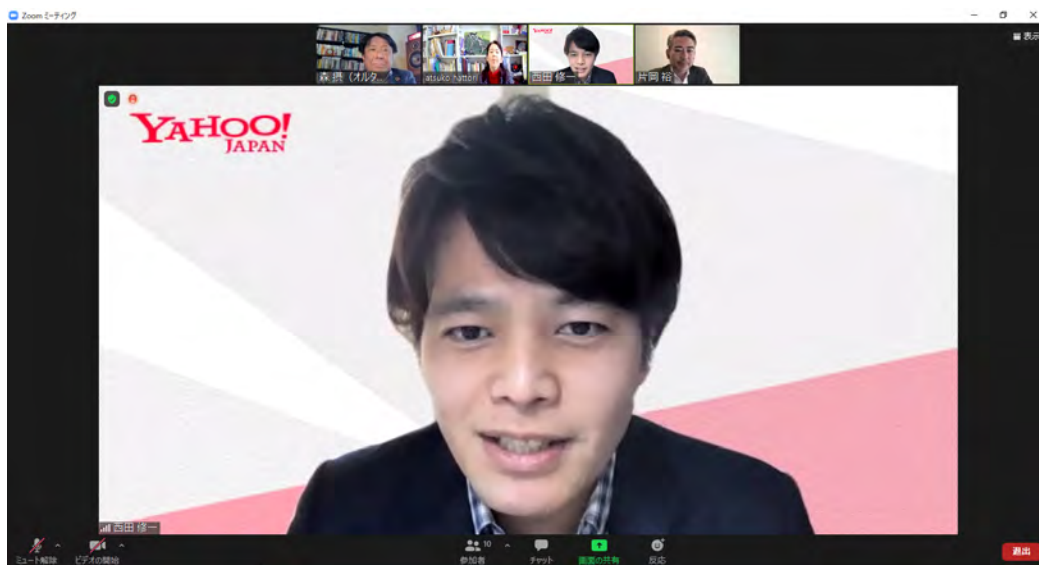 Zoom ミーティング
表示
森 摂（オルタ...
atsuko hattori
西田 修一
片岡 裕
YAHOO!
JAPAN
西田 修一
ミュート解除
ビデオの開始
10
参加者
チャット
画面の共有
反応
退出